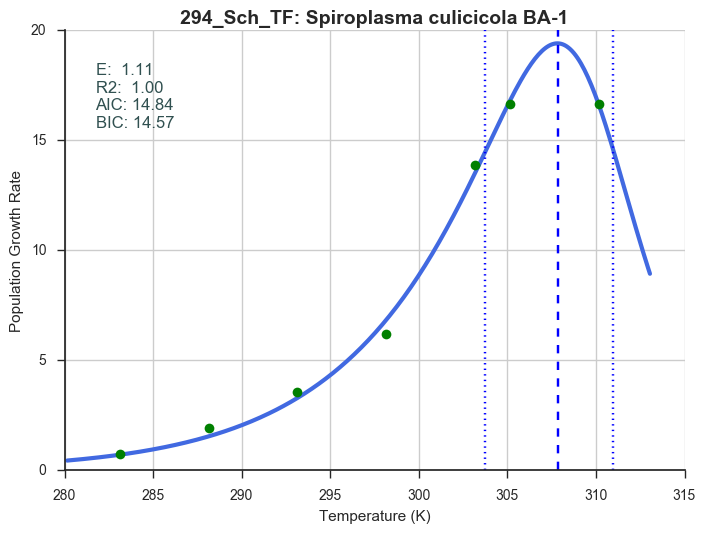 294_Sch_TF: Spiroplasma culicicola BA-1
20
E: 1.11
R2: 1.00
AIC: 14.84
BIC: 14.57
15
Population Growth Rate
10
5
0
280 285 290 295 300 305 310 315
Temperature (K)